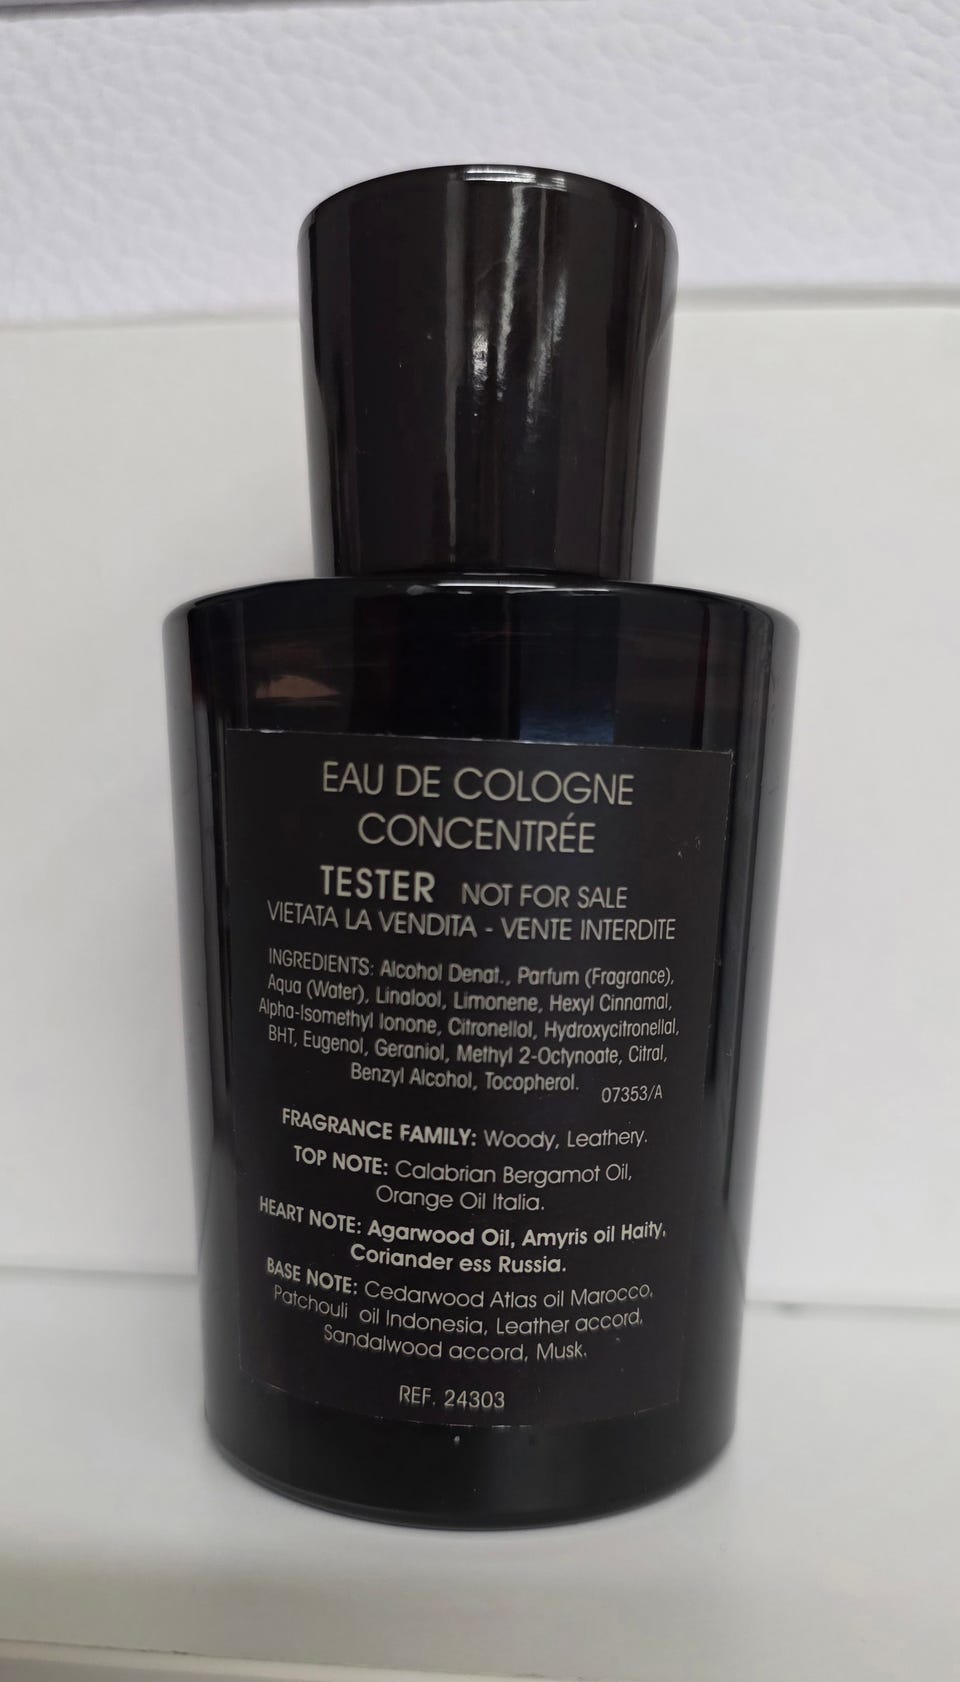 EAU DE COLOGNE
CONCENTRÉE
TESTER NOT FOR SALE
VIETATA LA VENDITA - VENTE INTERDITE
INGREDIENTS: Alcohol Denat., Parfum (Fragrance),
Aqua (Water), Linalool, Limonene, Hexyl Cinnamal,
Alpha-Isomethyl Ionone, Citronellol, Hydroxycitronellal,
BHT, Eugenol, Geraniol, Methyl 2-Octynoate, Citral,
Benzyl Alcohol, Tocopherol. 07353/A
FRAGRANCE FAMILY: Woody, Leathery.
TOP NOTE: Calabrian Bergamot Oil,
Orange Oil Italia.
HEART NOTE: Agarwood Oil, Amyris oil Haity,
Coriander ess Russia.
BASE NOTE: Cedarwood Atlas oil Marocco,
Patchouli oil Indonesia, Leather accord,
Sandalwood accord, Musk.
REF. 24303